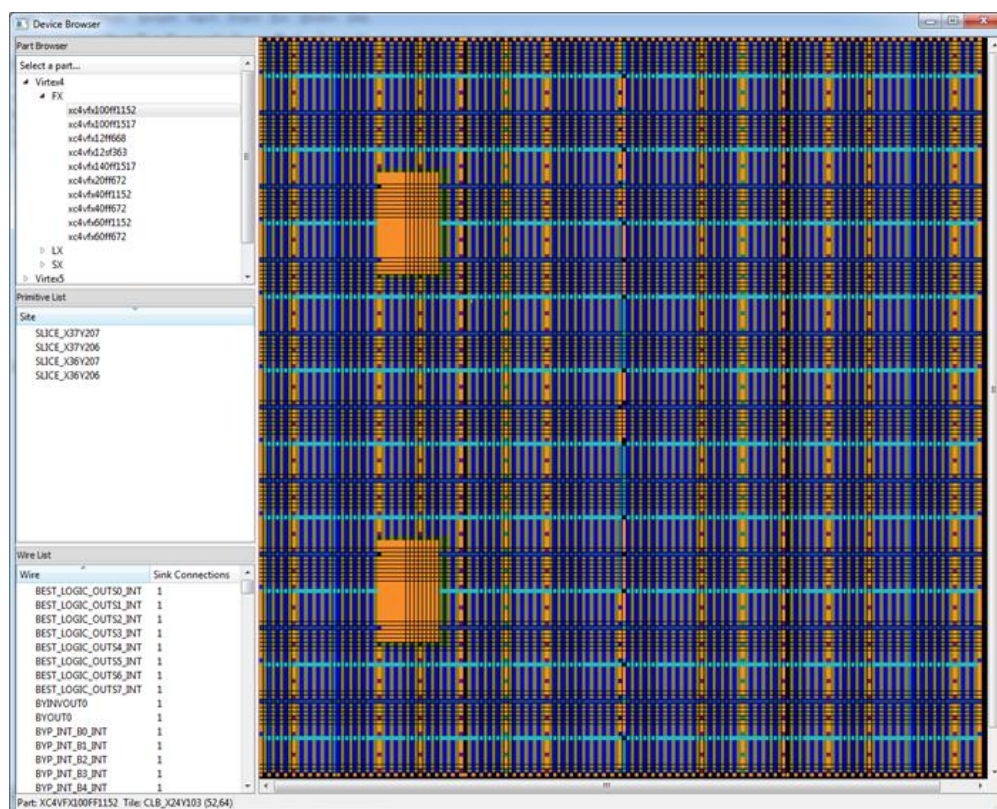 Device Browser
Part Browser
Select a part...
Virtex4
FX
xc4vfx100ff1152
xc4vfx100ff1517
xc4vfx12ff668
xc4vfx12sf363
xc4vfx140ff1517
xc4vfx20ff672
xc4vfx40ff1152
xc4vfx40ff672
xc4vfx60ff1152
xc4vfx60ff672
LX
SX
Virtex5
Primitive List
Site
SLICE_X37Y207
SLICE_X37Y206
SLICE_X36Y207
SLICE_X36Y206
Wire List
Wire Sink Connections
BEST_LOGIC_OUTS0_INT 1
BEST_LOGIC_OUTS1_INT 1
BEST_LOGIC_OUTS2_INT 1
BEST_LOGIC_OUTS3_INT 1
BEST_LOGIC_OUTS4_INT 1
BEST_LOGIC_OUTS5_INT 1
BEST_LOGIC_OUTS6_INT 1
BEST_LOGIC_OUTS7_INT 1
BYINVOUT0 1
BYOUT0 1
BYP_INT_B0_INT 1
BYP_INT_B1_INT 1
BYP_INT_B2_INT 1
BYP_INT_B3_INT 1
BYP_INT_B4_INT 1
Part: XC4VFX100FF1152 Tile: CLB_X24Y103 (52,64)